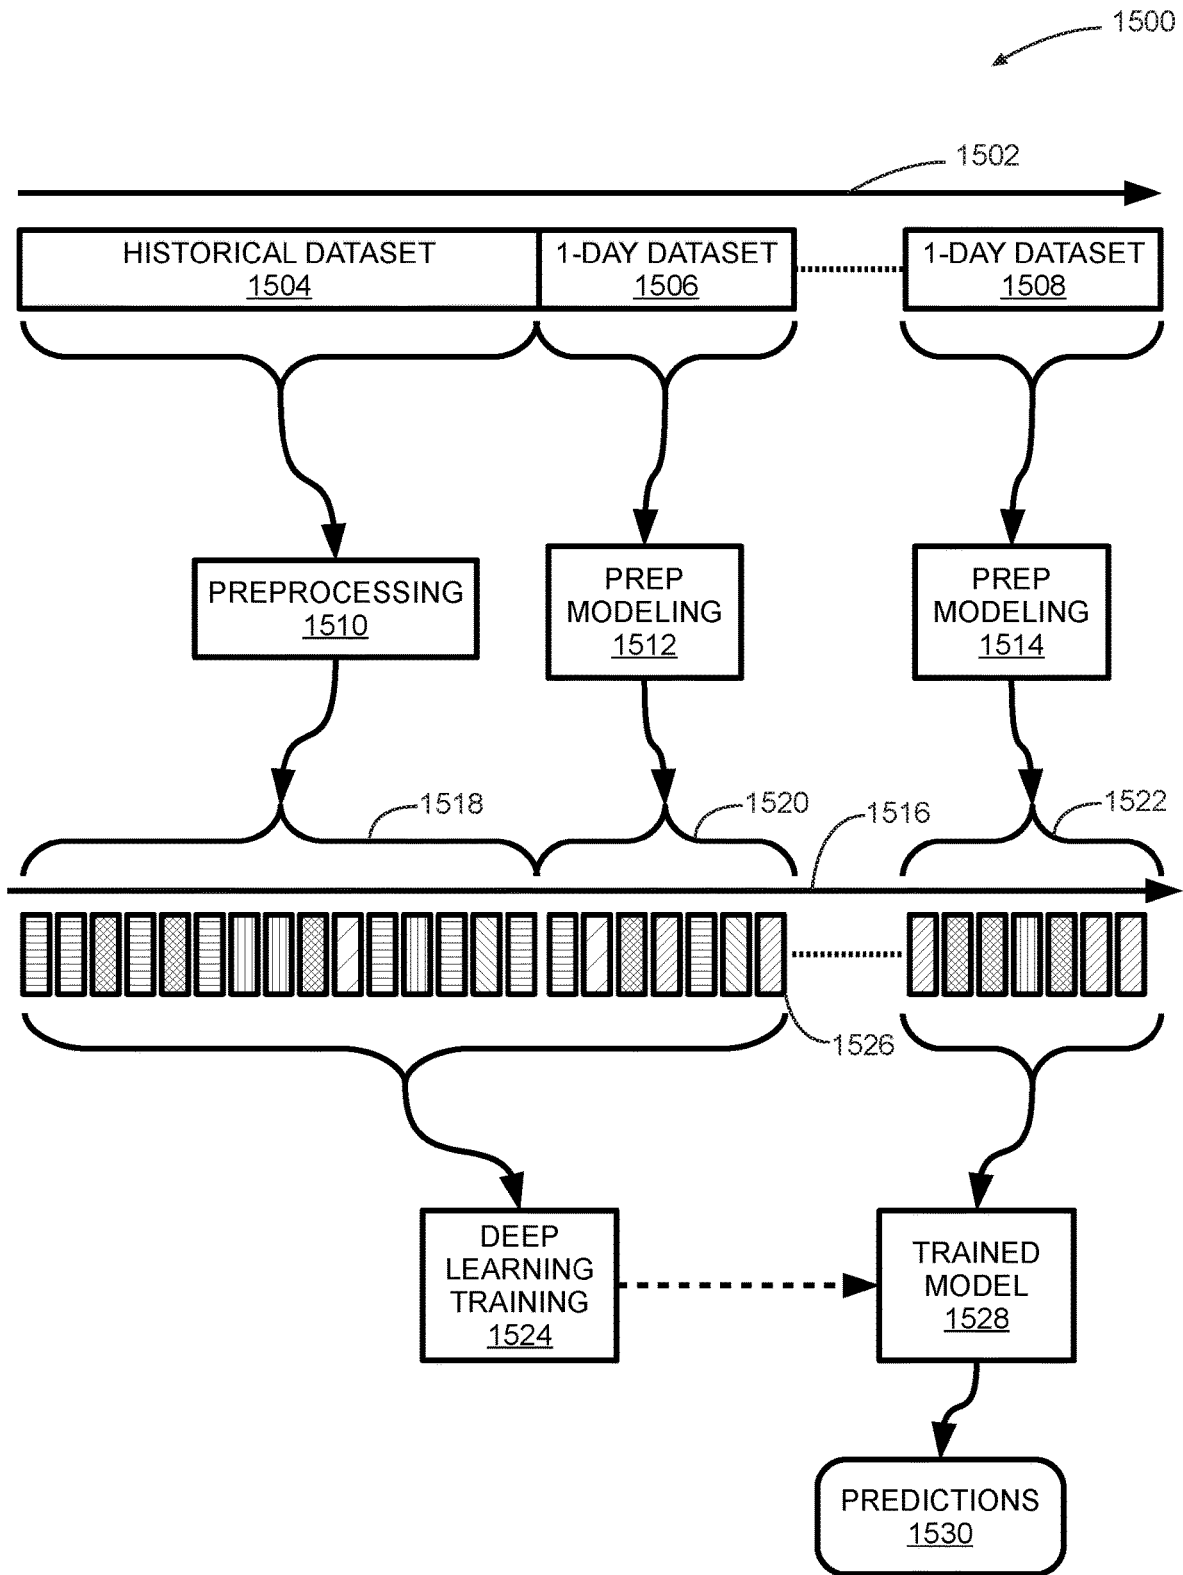 1500
1502
HISTORICAL DATASET
1504
1-DAY DATASET
1506
1-DAY DATASET
1508
PREPROCESSING
1510
PREP
MODELING
1512
PREP
MODELING
1514
1518
1520
1516
1522
1526
DEEP
LEARNING
TRAINING
1524
TRAINED
MODEL
1528
PREDICTIONS
1530